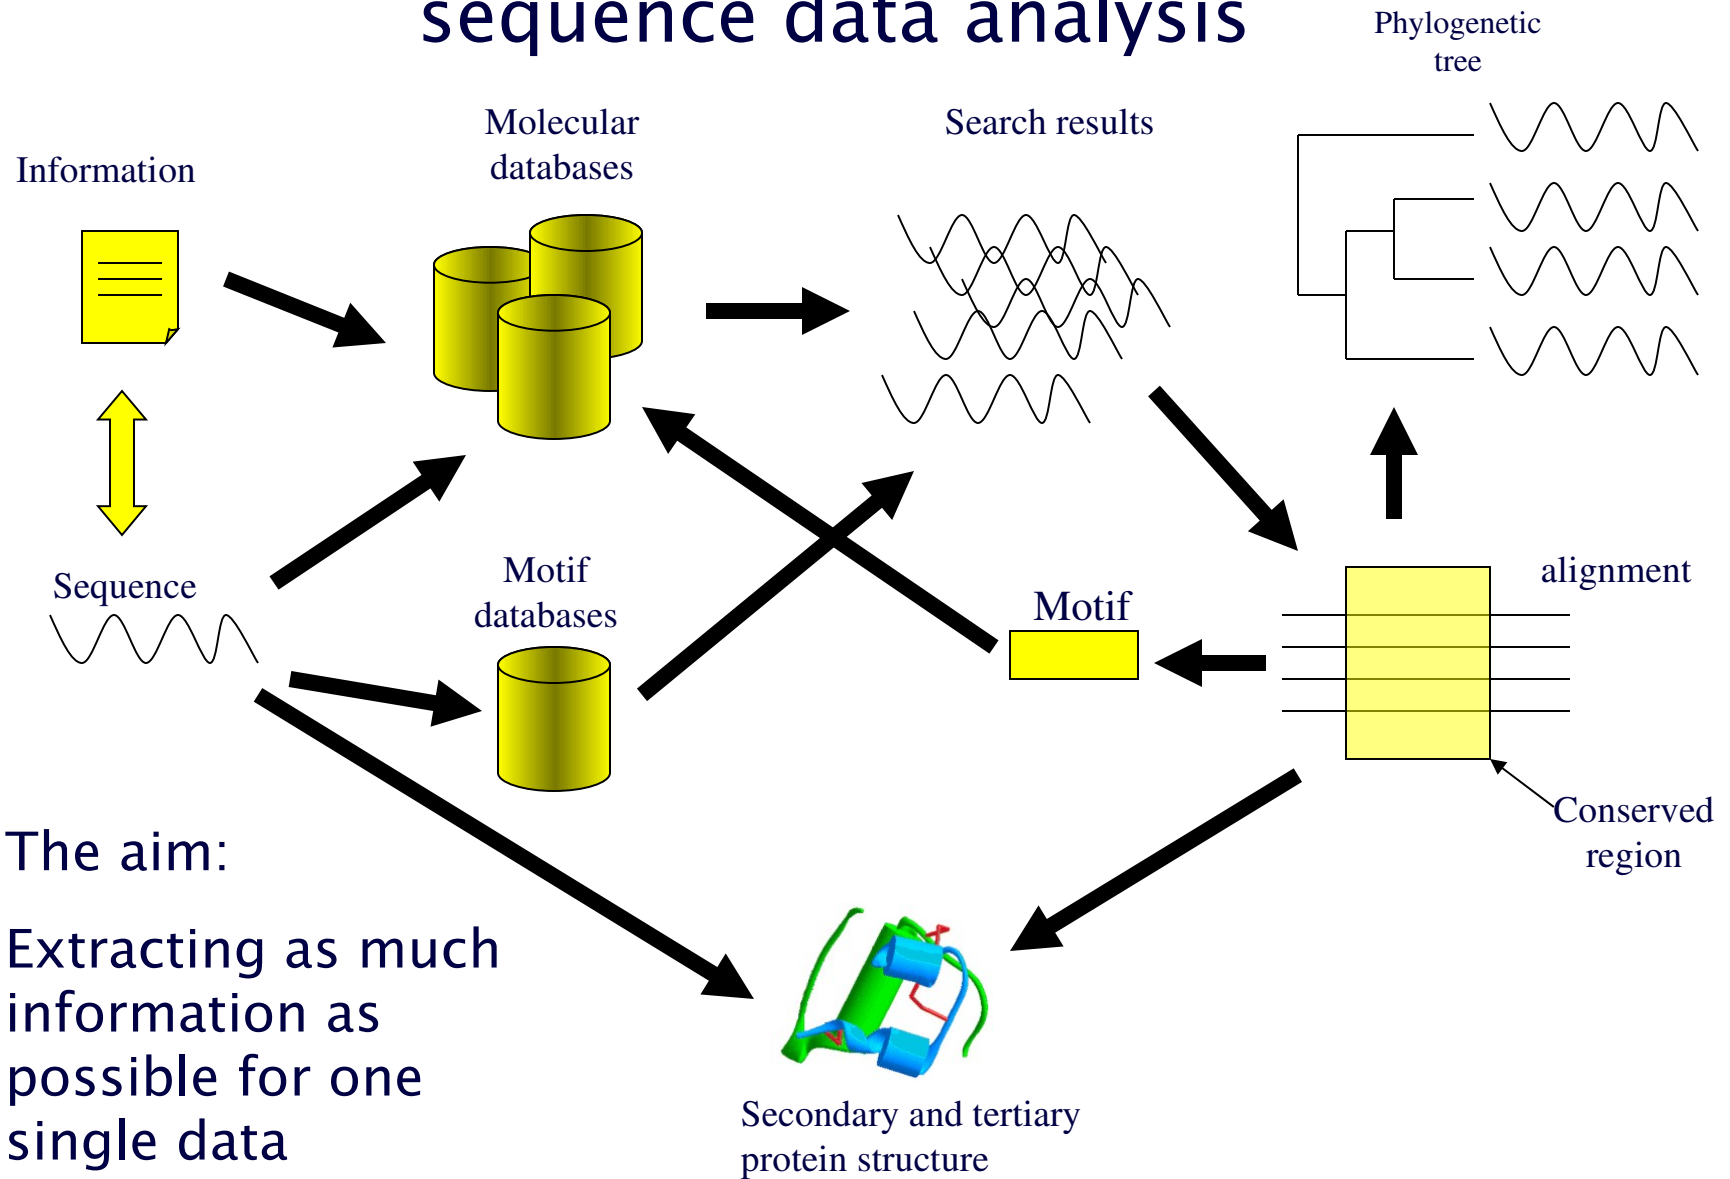 sequence data analysis
Phylogenetic
tree
Molecular
databases
Search results
Information
Sequence
Motif
databases
Motif
alignment
Conserved
region
The aim:
Extracting as much
information as
possible for one
single data
Secondary and tertiary
protein structure